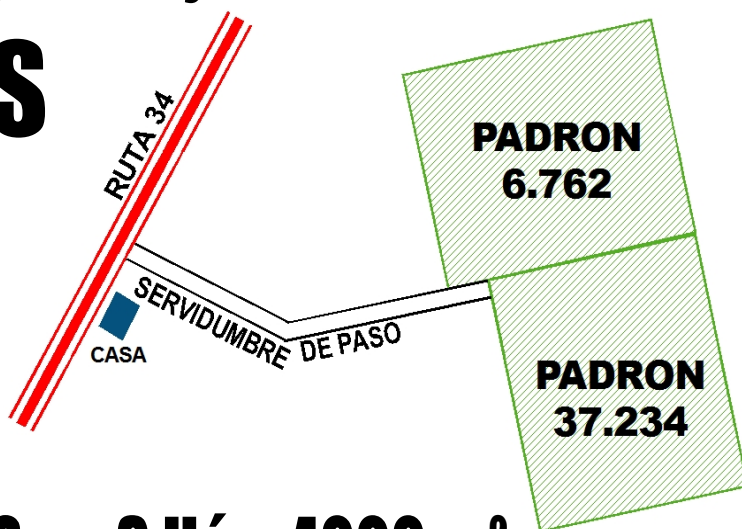 S
RUTA 34
PADRON
6.762
SERVIDUMBRE DE PASO
CASA
PADRON
37.234